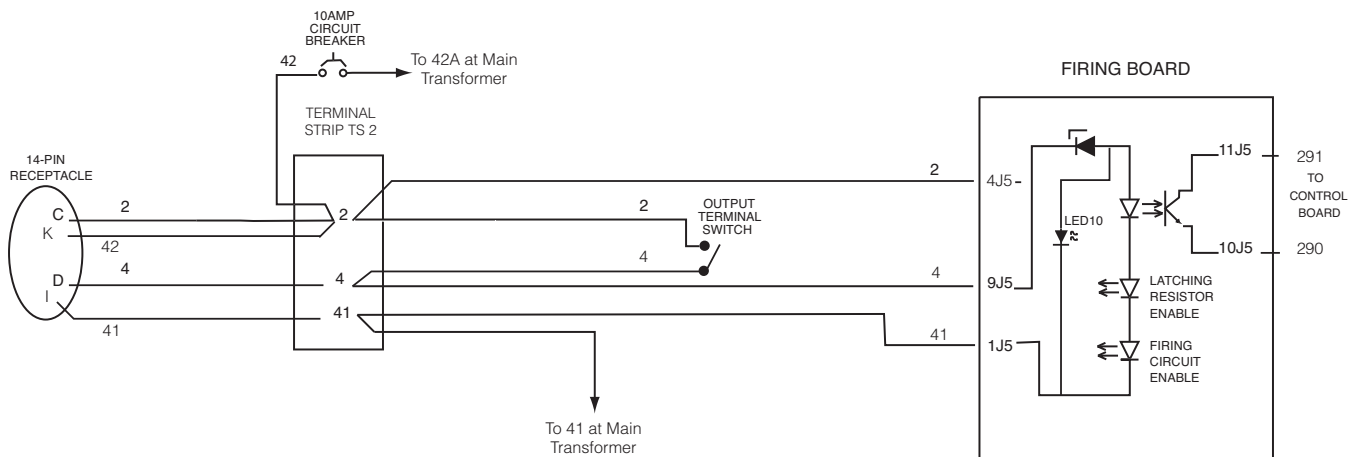 10AMP
CIRCUIT
BREAKER
42
To 42A at Main
Transformer
FIRING BOARD
TERMINAL
STRIP TS 2
14-PIN
RECEPTACLE
C
2
K
42
D
4
I
41
2
4
41
2
2
OUTPUT
TERMINAL
SWITCH
4
4
41
4J5
9J5
1J5
LED10
11J5
291
TO
CONTROL
BOARD
10J5
290
LATCHING
RESISTOR
ENABLE
FIRING
CIRCUIT
ENABLE
To 41 at Main
Transformer